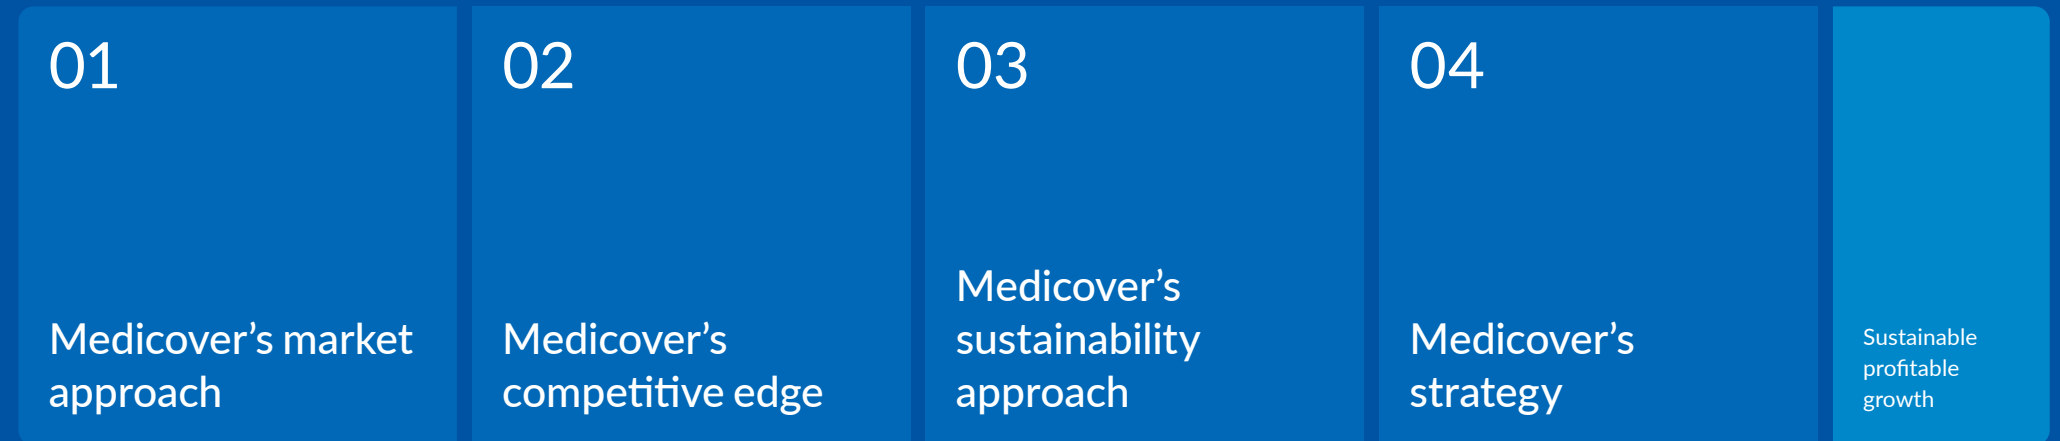 01
Medicover’s market
approach
02
Medicover’s
competitive edge
03
Medicover’s
sustainability
approach
04
Medicover’s
strategy
Sustainable
profitable
growth